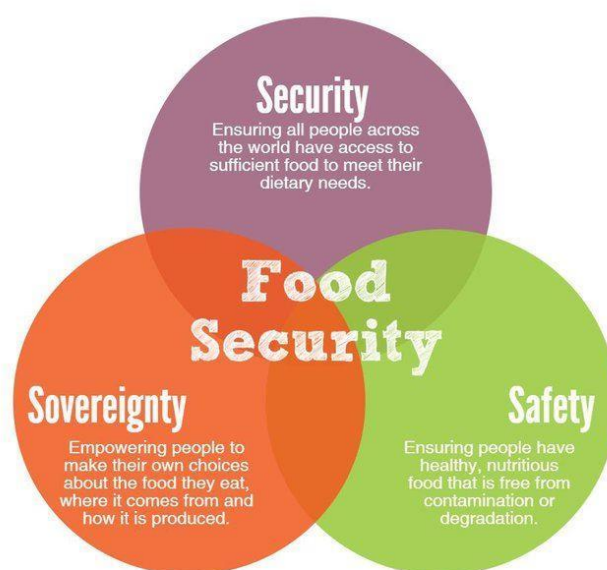 Security
Ensuring all people across
the world have access to
sufficient food to meet their
dietary needs.
Food
Security
Sovereignty
Empowering people to
make their own choices
about the food they eat,
where it comes from and
how it is produced.
Safety
Ensuring people have
healthy, nutritious
food that is free from
contamination or
degradation.